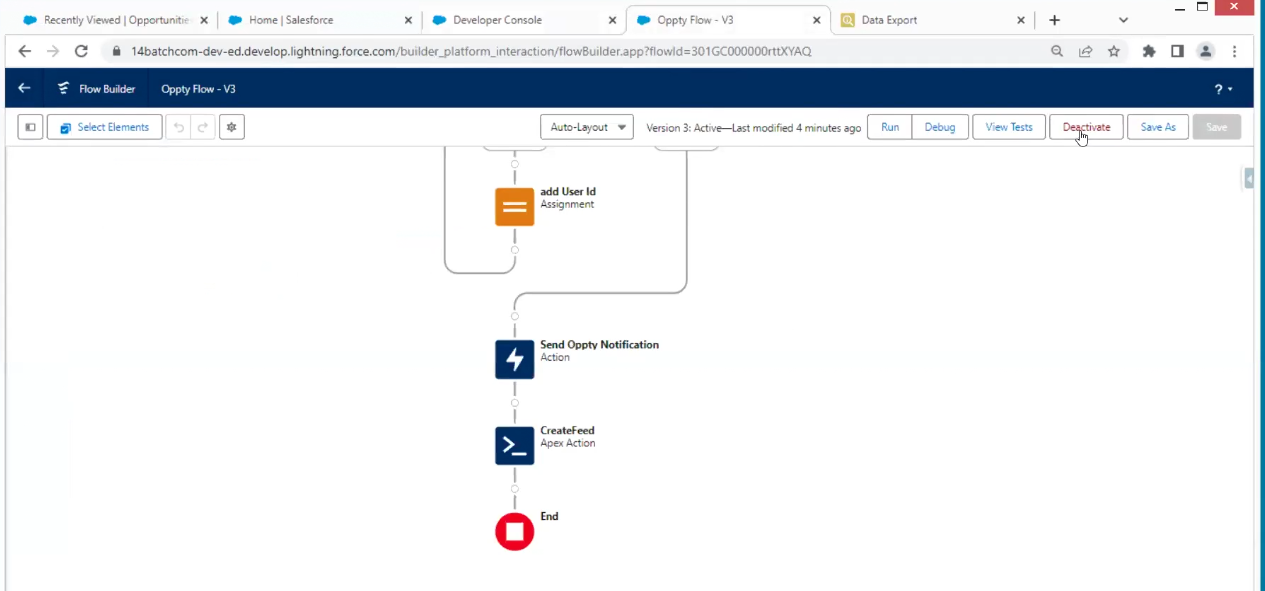 Recently Viewed | Opportunitie
Home | Salesforce
Developer Console
Oppty Flow - V3
Data Export
14batchcom-dev-ed.develop.lightning.force.com/builder_platform_interaction/flowBuilder.app?flowId=301GC000000rttXYAQ
Flow Builder
Oppty Flow - V3
?
Select Elements
Auto-Layout
Version 3: Active—Last modified 4 minutes ago
Run
Debug
View Tests
Deactivate
Save As
Save
add User Id
Assignment
Send Oppty Notification
Action
CreateFeed
Apex Action
End